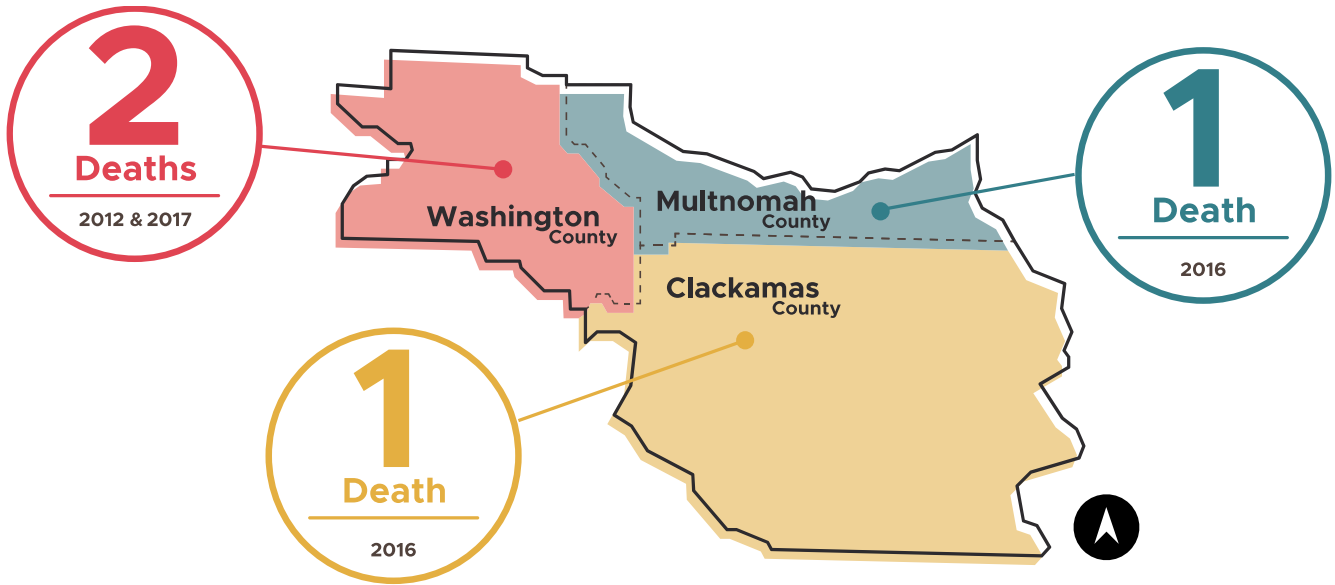 2
Deaths
2012 & 2017
1
Death
2016
Washington
County
Multnomah
County
Clackamas
County
1
Death
2016